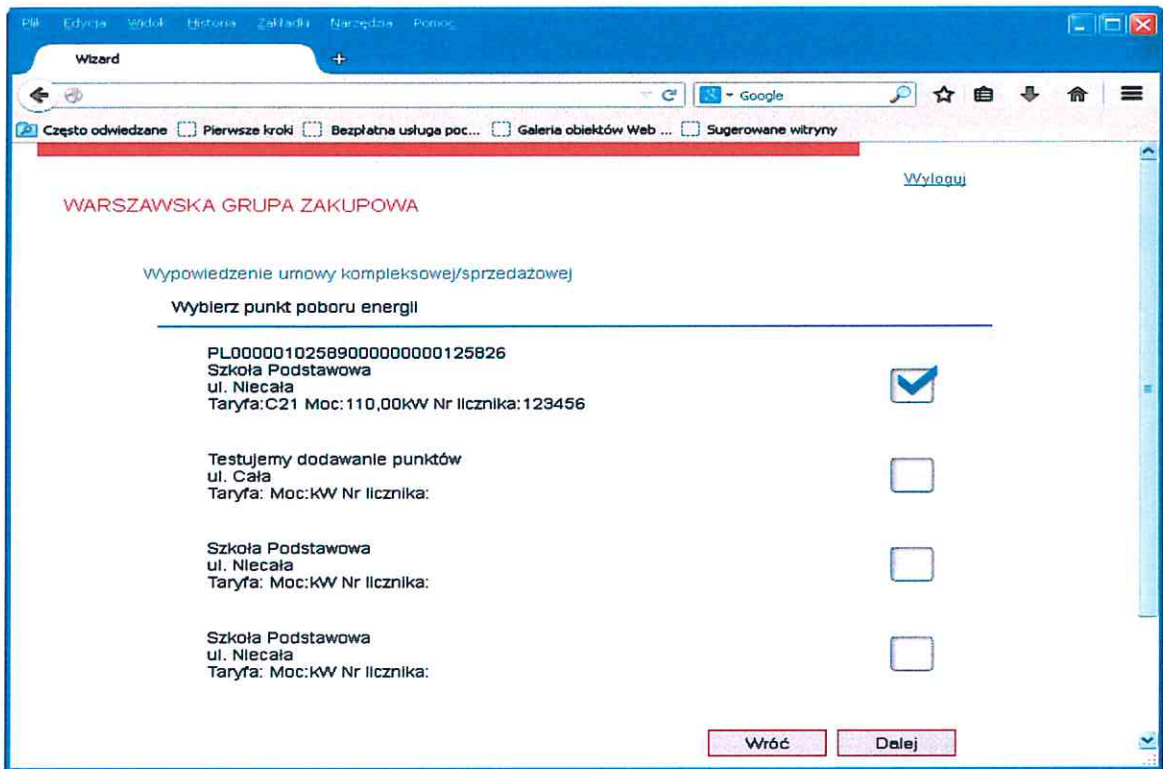 Plik Edycja Widok Historia Zakładki Narzędzia Pomoc
Wizard
Google
Często odwiedzane Pierwsze kroki Bezpłatna usługa poc... Galeria obiektów Web ... Sugerowane witryny
Wyloguj
WARSZAWSKA GRUPA ZAKUPOWA
Wypowiedzenie umowy kompleksowej/sprzedażowej
Wybierz punkt poboru energii
PL0000010258900000000000125826
Szkoła Podstawowa
ul. Niecała
Taryfa:C21 Moc:110,00kW Nr licznika:123456
Testujemy dodawanie punktów
ul. Cała
Taryfa: Moc:kW Nr licznika:
Szkoła Podstawowa
ul. Niecała
Taryfa: Moc:kW Nr licznika:
Szkoła Podstawowa
ul. Niecała
Taryfa: Moc:kW Nr licznika:
Wróć Dalej